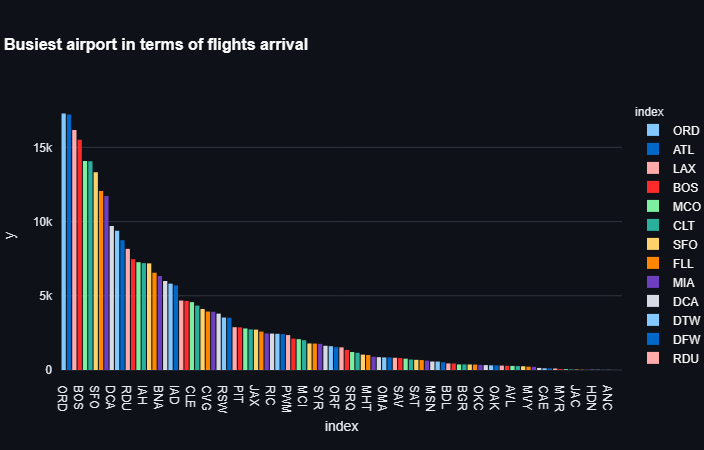 Busiest airport in terms of flights arrival
index
ORD
ATL
LAX
BOS
MCO
CLT
SFO
FLL
MIA
DCA
DTW
DFW
RDU
15k
10k
5k
0
y
ORD BOS SFO DCA RDU IAH BNA IAD CLE CVG RSW PIT JAX RIC PWM MCI SYR ORF SRQ MHT OMA SAV SAT MSN BDL BGR OKC OAK AVL MVY CAE MYR JAC HDN ANC
index